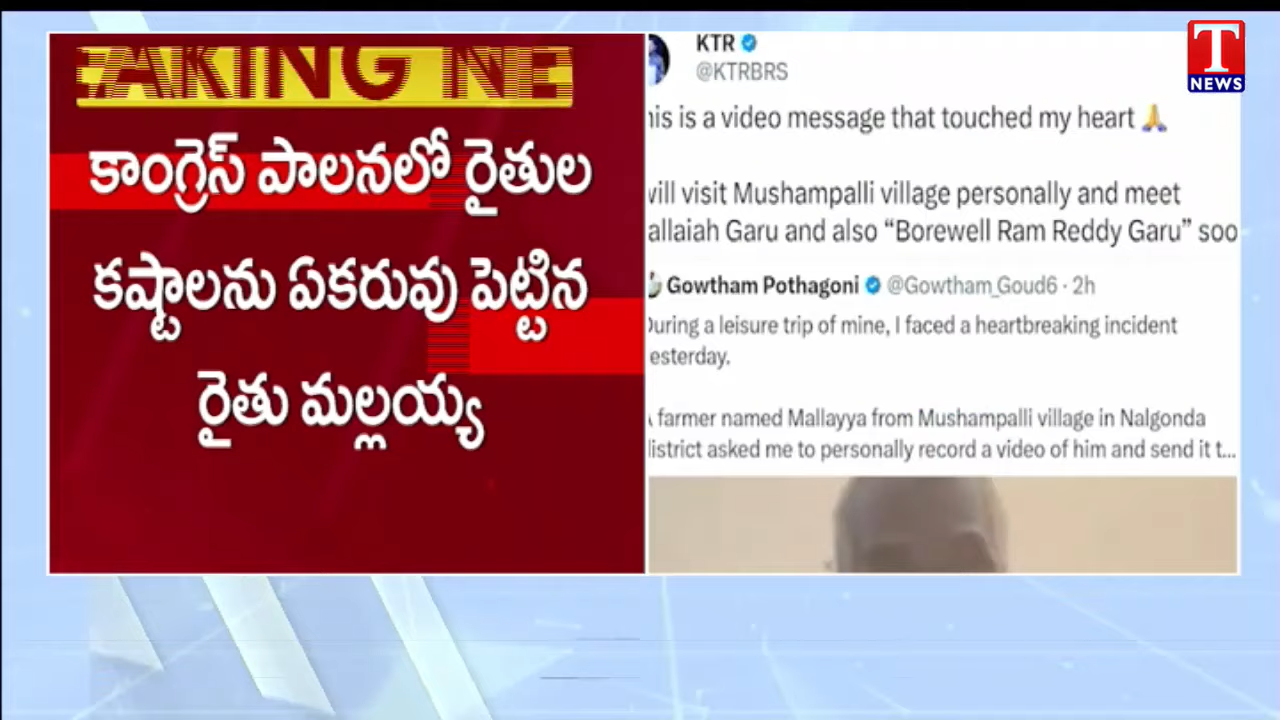 కాంగ్రెస్ పాలనలో రైతుల
కష్టాలను ఏకరువు పెట్టిన
రైతు మల్లయ్య
KTR
@KTRBRS
his is a video message that touched my heart 🙏
will visit Mushampalli village personally and meet
allaiah Garu and also “Borewell Ram Reddy Garu” soo
Gowtham Pothagoni @Gowtham_Goud6 · 2h
During a leisure trip of mine, I faced a heartbreaking incident
esterday.
farmer named Mallayya from Mushampalli village in Nalgonda
istrict asked me to personally record a video of him and send it t...
T
NEWS